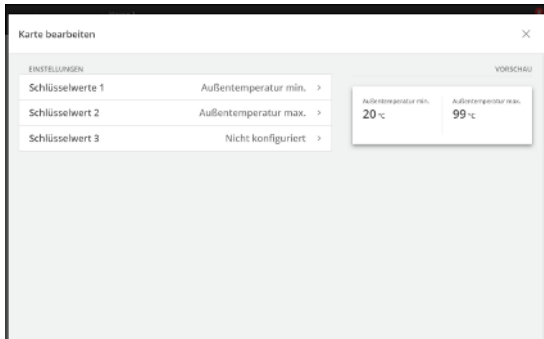 Karte bearbeiten
EINSTELLUNGEN
VORSCHAU
Schlüsselwerte 1
Außentemperatur min.
Schlüsselwert 2
Außentemperatur max.
Schlüsselwert 3
Nicht konfiguriert
Außentemperatur min.
20 °C
Außentemperatur max.
99 °C